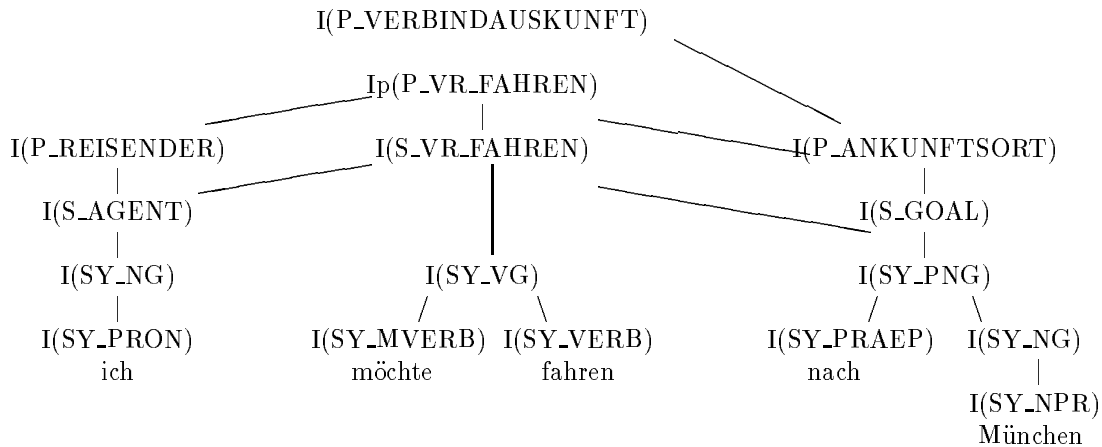 I(P_VERBINDAUSKUNFT)
Ip(P_VR_FAHREN)
I(P_REISENDER) I(S_VR_FAHREN) I(P_ANKUNFTSORT)
I(S_AGENT) I(S_GOAL)
I(SY_NG) I(SY_VG) I(SY_PNG)
I(SY_PRON) I(SY_MVERB) I(SY_VERB) I(SY_PRAEP) I(SY_NG)
ich möchte fahren nach
I(SY_NPR)
München